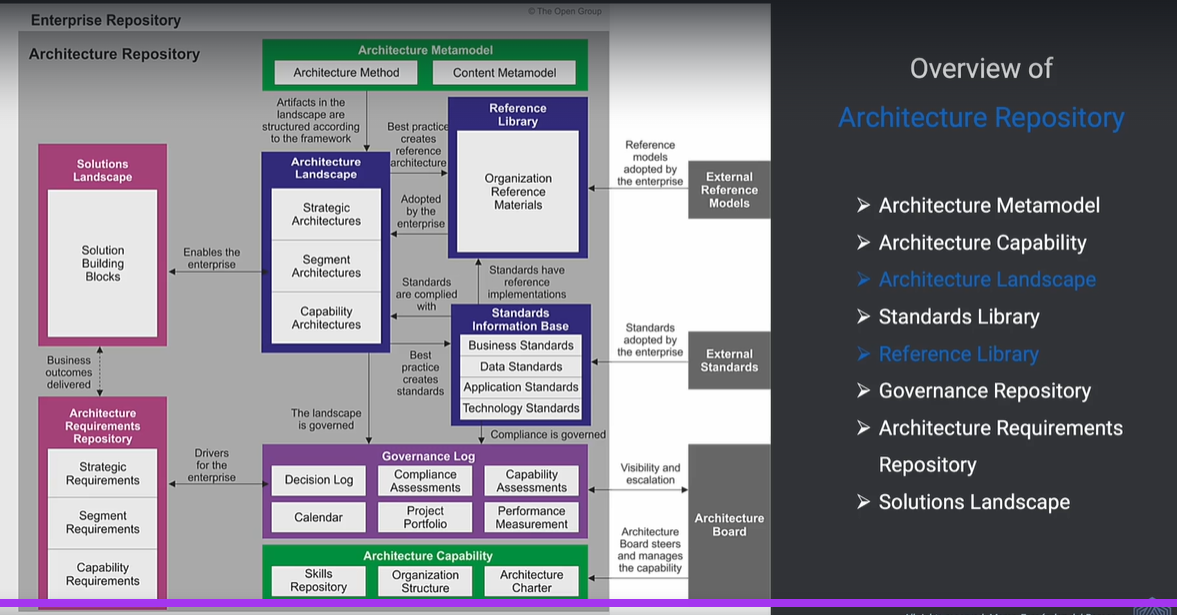 © The Open Group
Enterprise Repository
Architecture Repository
Architecture Metamodel
Architecture Method
Content Metamodel
Artifacts in the
landscape are
structured according
to the framework
Best practice
creates
reference
architecture
Reference
Library
Organization
Reference
Materials
Reference
models
adopted by
the enterprise
External
Reference
Models
Solutions
Landscape
Solution
Building
Blocks
Enables the
enterprise
Architecture
Landscape
Strategic
Architectures
Segment
Architectures
Capability
Architectures
Adopted
by the
enterprise
Standards
are complied
with
Standards have
reference
implementations
Best
practice
creates
standards
Standards
Information Base
Business Standards
Data Standards
Application Standards
Technology Standards
Standards
adopted by
the enterprise
External
Standards
Business
outcomes
delivered
Architecture
Requirements
Repository
Strategic
Requirements
Segment
Requirements
Capability
Requirements
Drivers
for the
enterprise
The landscape
is governed
Compliance is governed
Governance Log
Decision Log
Compliance
Assessments
Capability
Assessments
Calendar
Project
Portfolio
Performance
Measurement
Visibility and
escalation
Architecture
Board
Architecture
Board steers
and manages
the capability
Architecture Capability
Skills
Repository
Organization
Structure
Architecture
Charter
Overview of
Architecture Repository
➢ Architecture Metamodel
➢ Architecture Capability
➢ Architecture Landscape
➢ Standards Library
➢ Reference Library
➢ Governance Repository
➢ Architecture Requirements
Repository
➢ Solutions Landscape